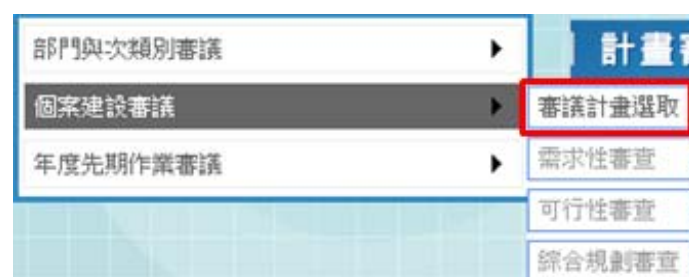 部門與次類別審議
個案建設審議
年度先期作業審議
計畫
審議計畫選取
需求性審查
可行性審查
綜合規劃審查